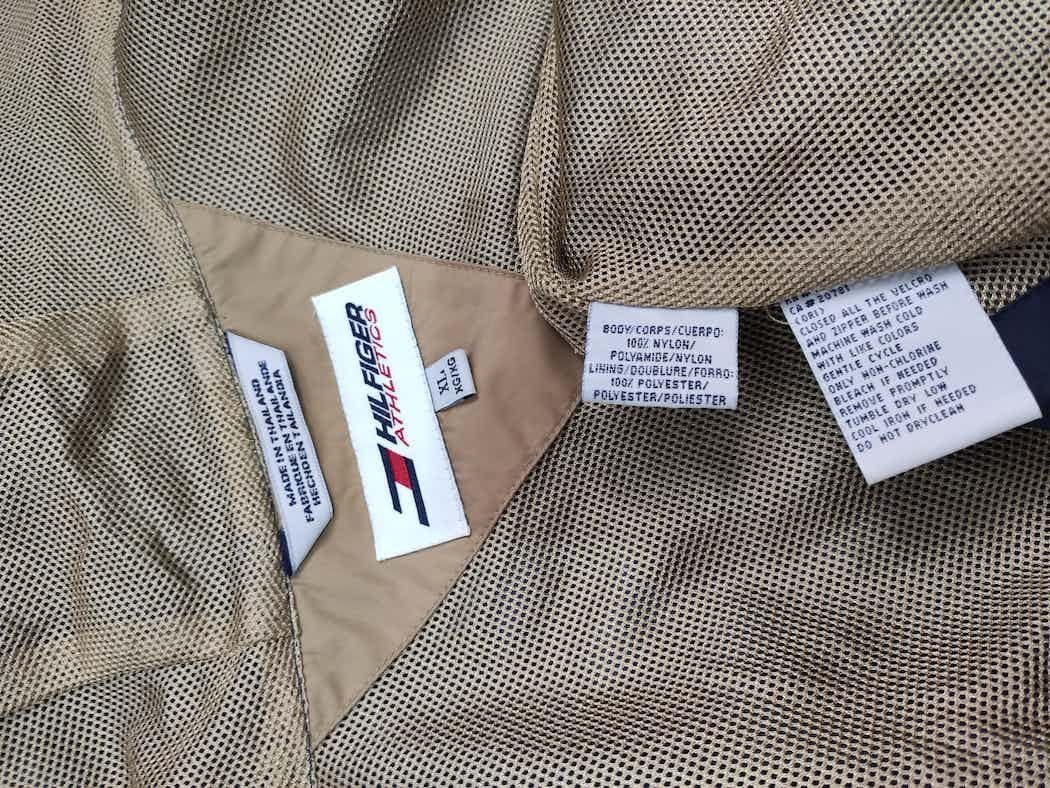 MADE IN THAILAND
FABRIQUE EN THAILANDE
HECHO EN TAILANDIA
HILFIGER
ATHLETICS
XL,
XG/XG
BODY/CORPS/CUERPO:
100% NYLON/
POLYAMIDE/NYLON
LINING/DOUBLURE/FORRO:
100% POLYESTER/
POLYESTER/POLIESTER
CA# 20781
(OR1)
CLOSED ALL THE VELCRO
AND ZIPPER BEFORE WASH
MACHINE WASH COLD
WITH LIKE COLORS
GENTLE CYCLE
ONLY NON-CHLORINE
BLEACH IF NEEDED
REMOVE PROMPTLY
TUMBLE DRY LOW
COOL IRON IF NEEDED
DO NOT DRYCLEAN